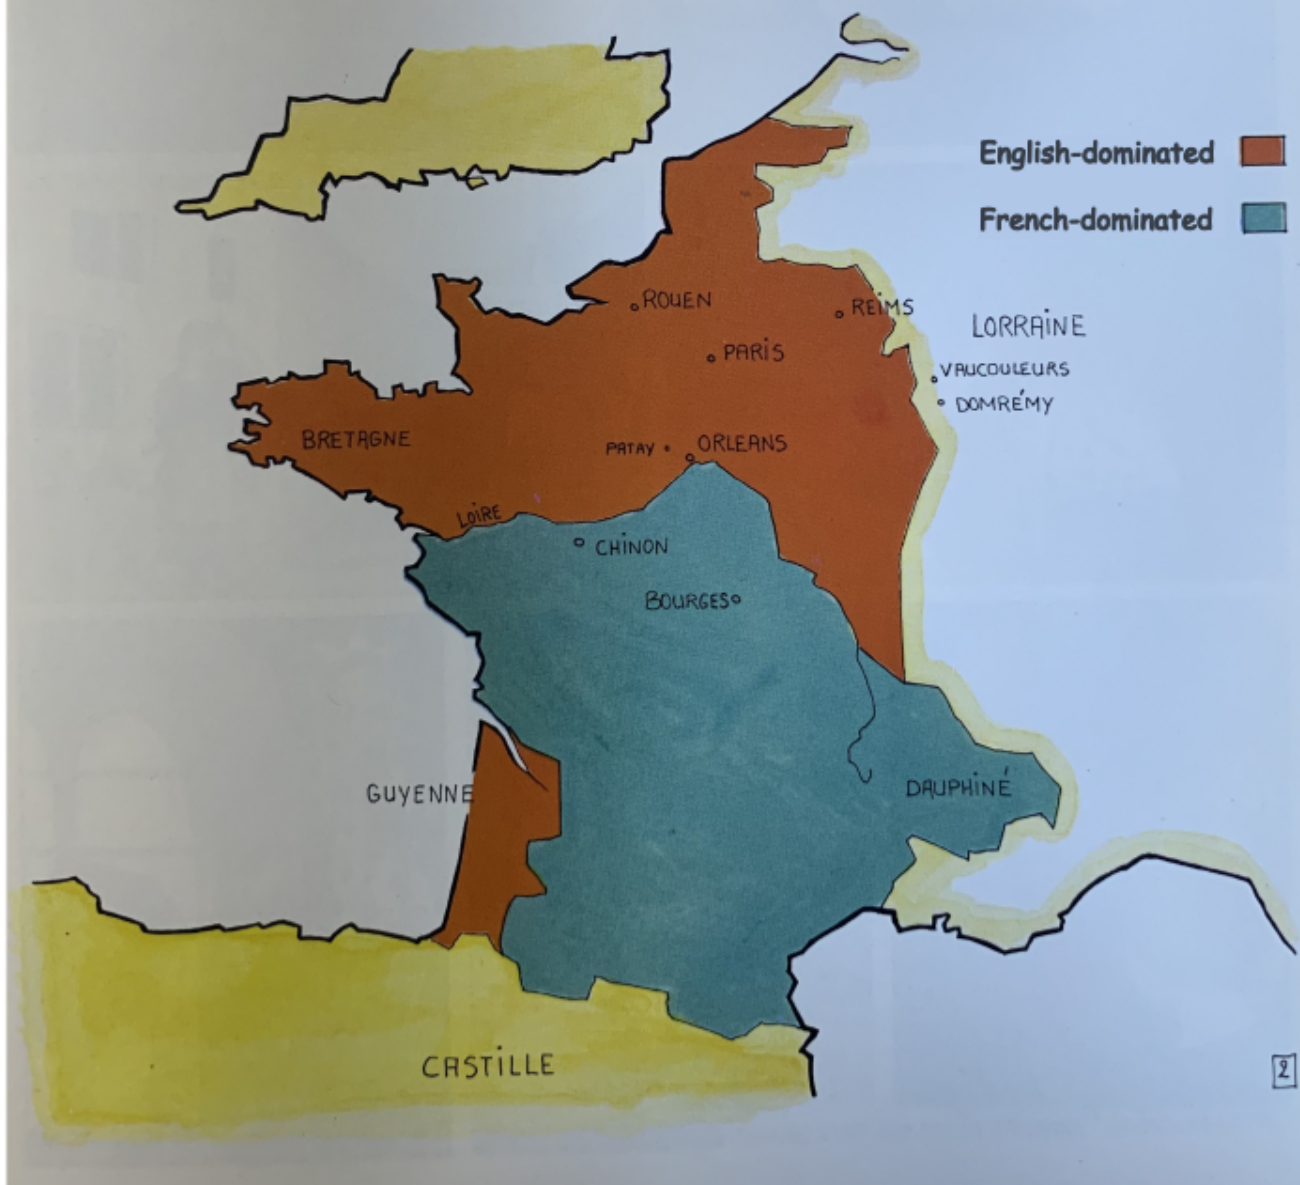 English-dominated
French-dominated
ROUEN
REiMS
LORRAiNE
PARiS
VAUCOULEURS
DOMRÉMY
BRETAGNE
PATAY
ORLEANS
LOIRE
CHiNON
BOURGES
GUYENNE
DAUPHiNÉ
CASTiLLE
2